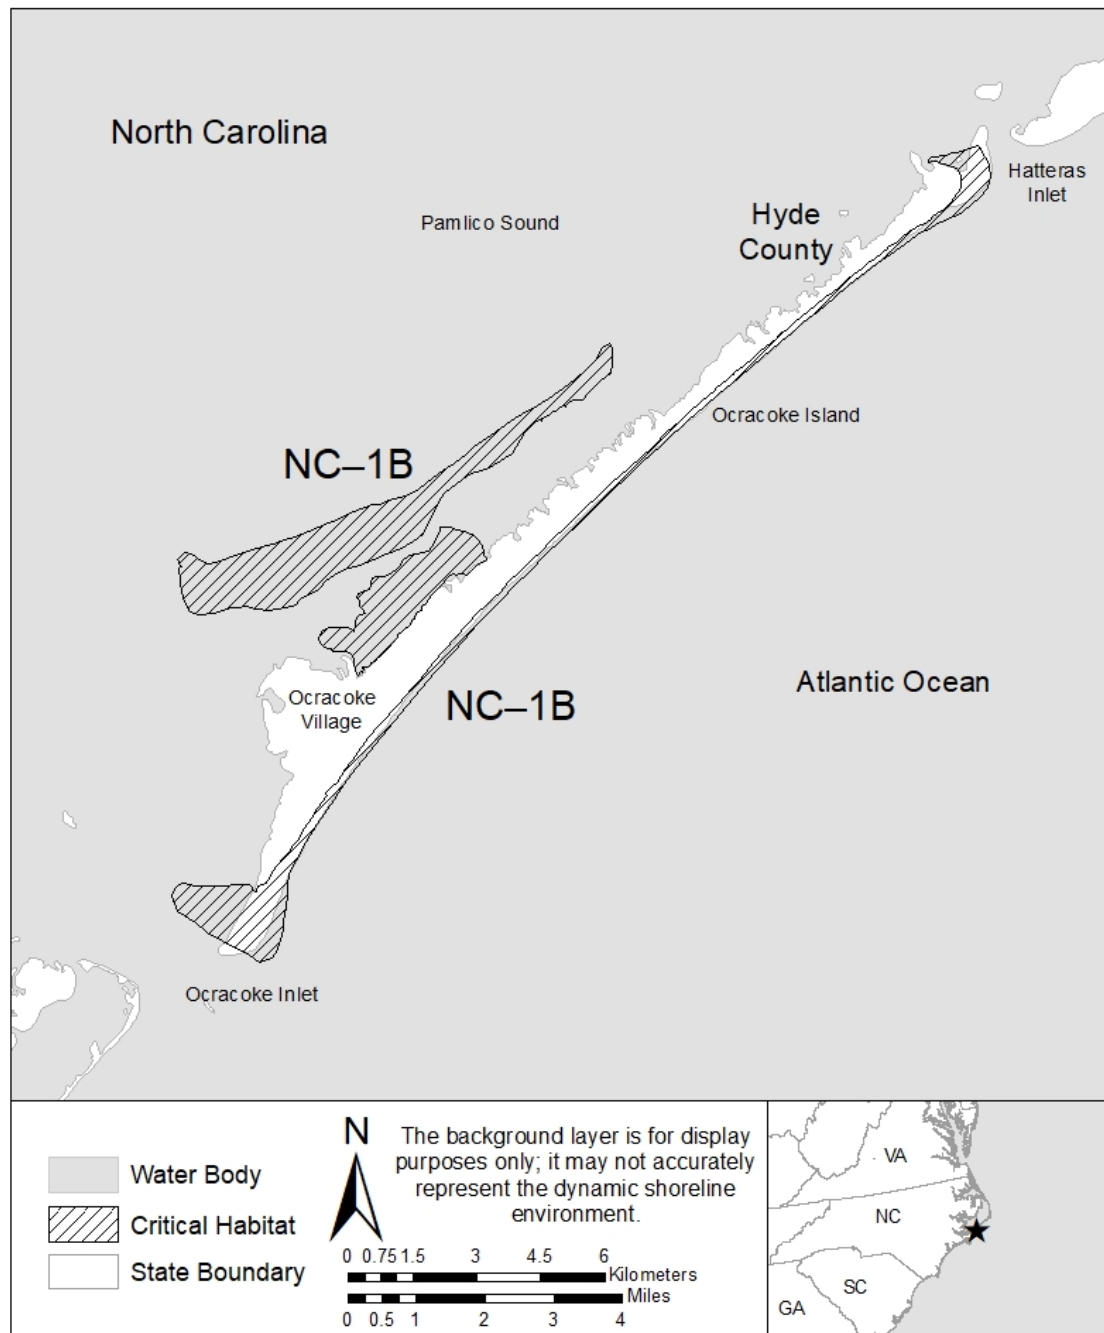 North Carolina
Hatteras
Inlet
Hyde
County
Pamlico Sound
Ocracoke Island
NC–1B
Atlantic Ocean
Ocracoke
Village
NC–1B
Ocracoke Inlet
Water Body
Critical Habitat
State Boundary
N
The background layer is for display
purposes only; it may not accurately
represent the dynamic shoreline
environment.
0 0.75 1.5 3 4.5 6
Kilometers
Miles
0 0.5 1 2 3 4
VA
NC
SC
GA